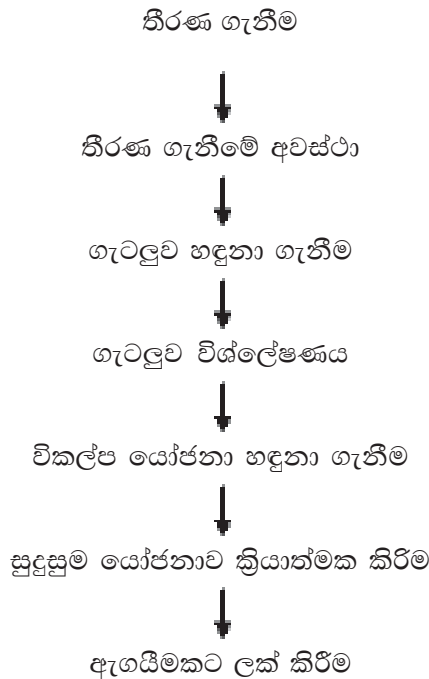 තීරණ ගැනීම
තීරණ ගැනීමේ අවස්ථා
ගැටලුව හඳුනා ගැනීම
ගැටලුව විශ්ලේෂණය
විකල්ප යෝජනා හඳුනා ගැනීම
සුදුසුම යෝජනාව ක්‍රියාත්මක කිරිම
ඇගයීමකට ලක් කිරීම